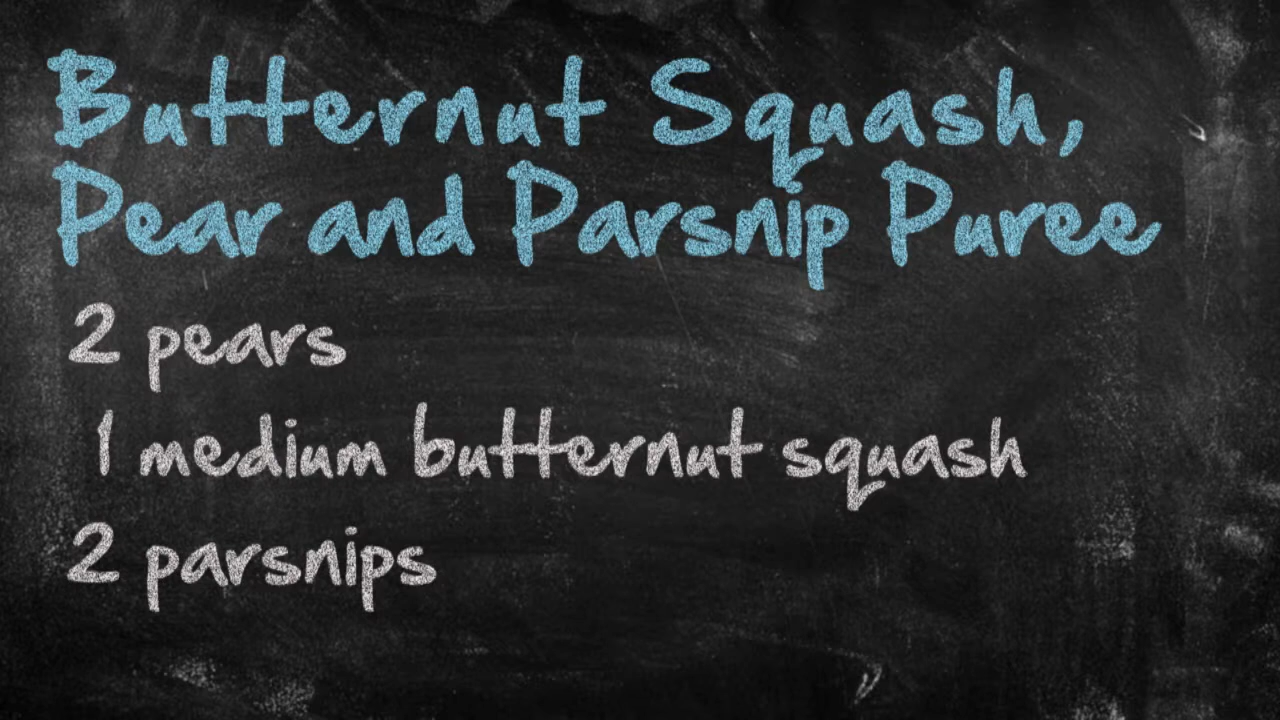 Butternut Squash,
Pear and Parsnip Puree
2 pears
1 medium butternut squash
2 parsnips